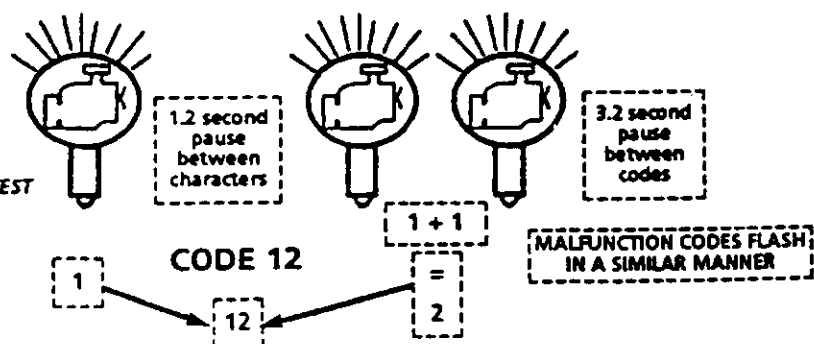 1.2 second
pause
between
characters
3.2 second
pause
between
codes
EST
1 + 1
=
2
MALFUNCTION CODES FLASH
IN A SIMILAR MANNER
CODE 12
1
12